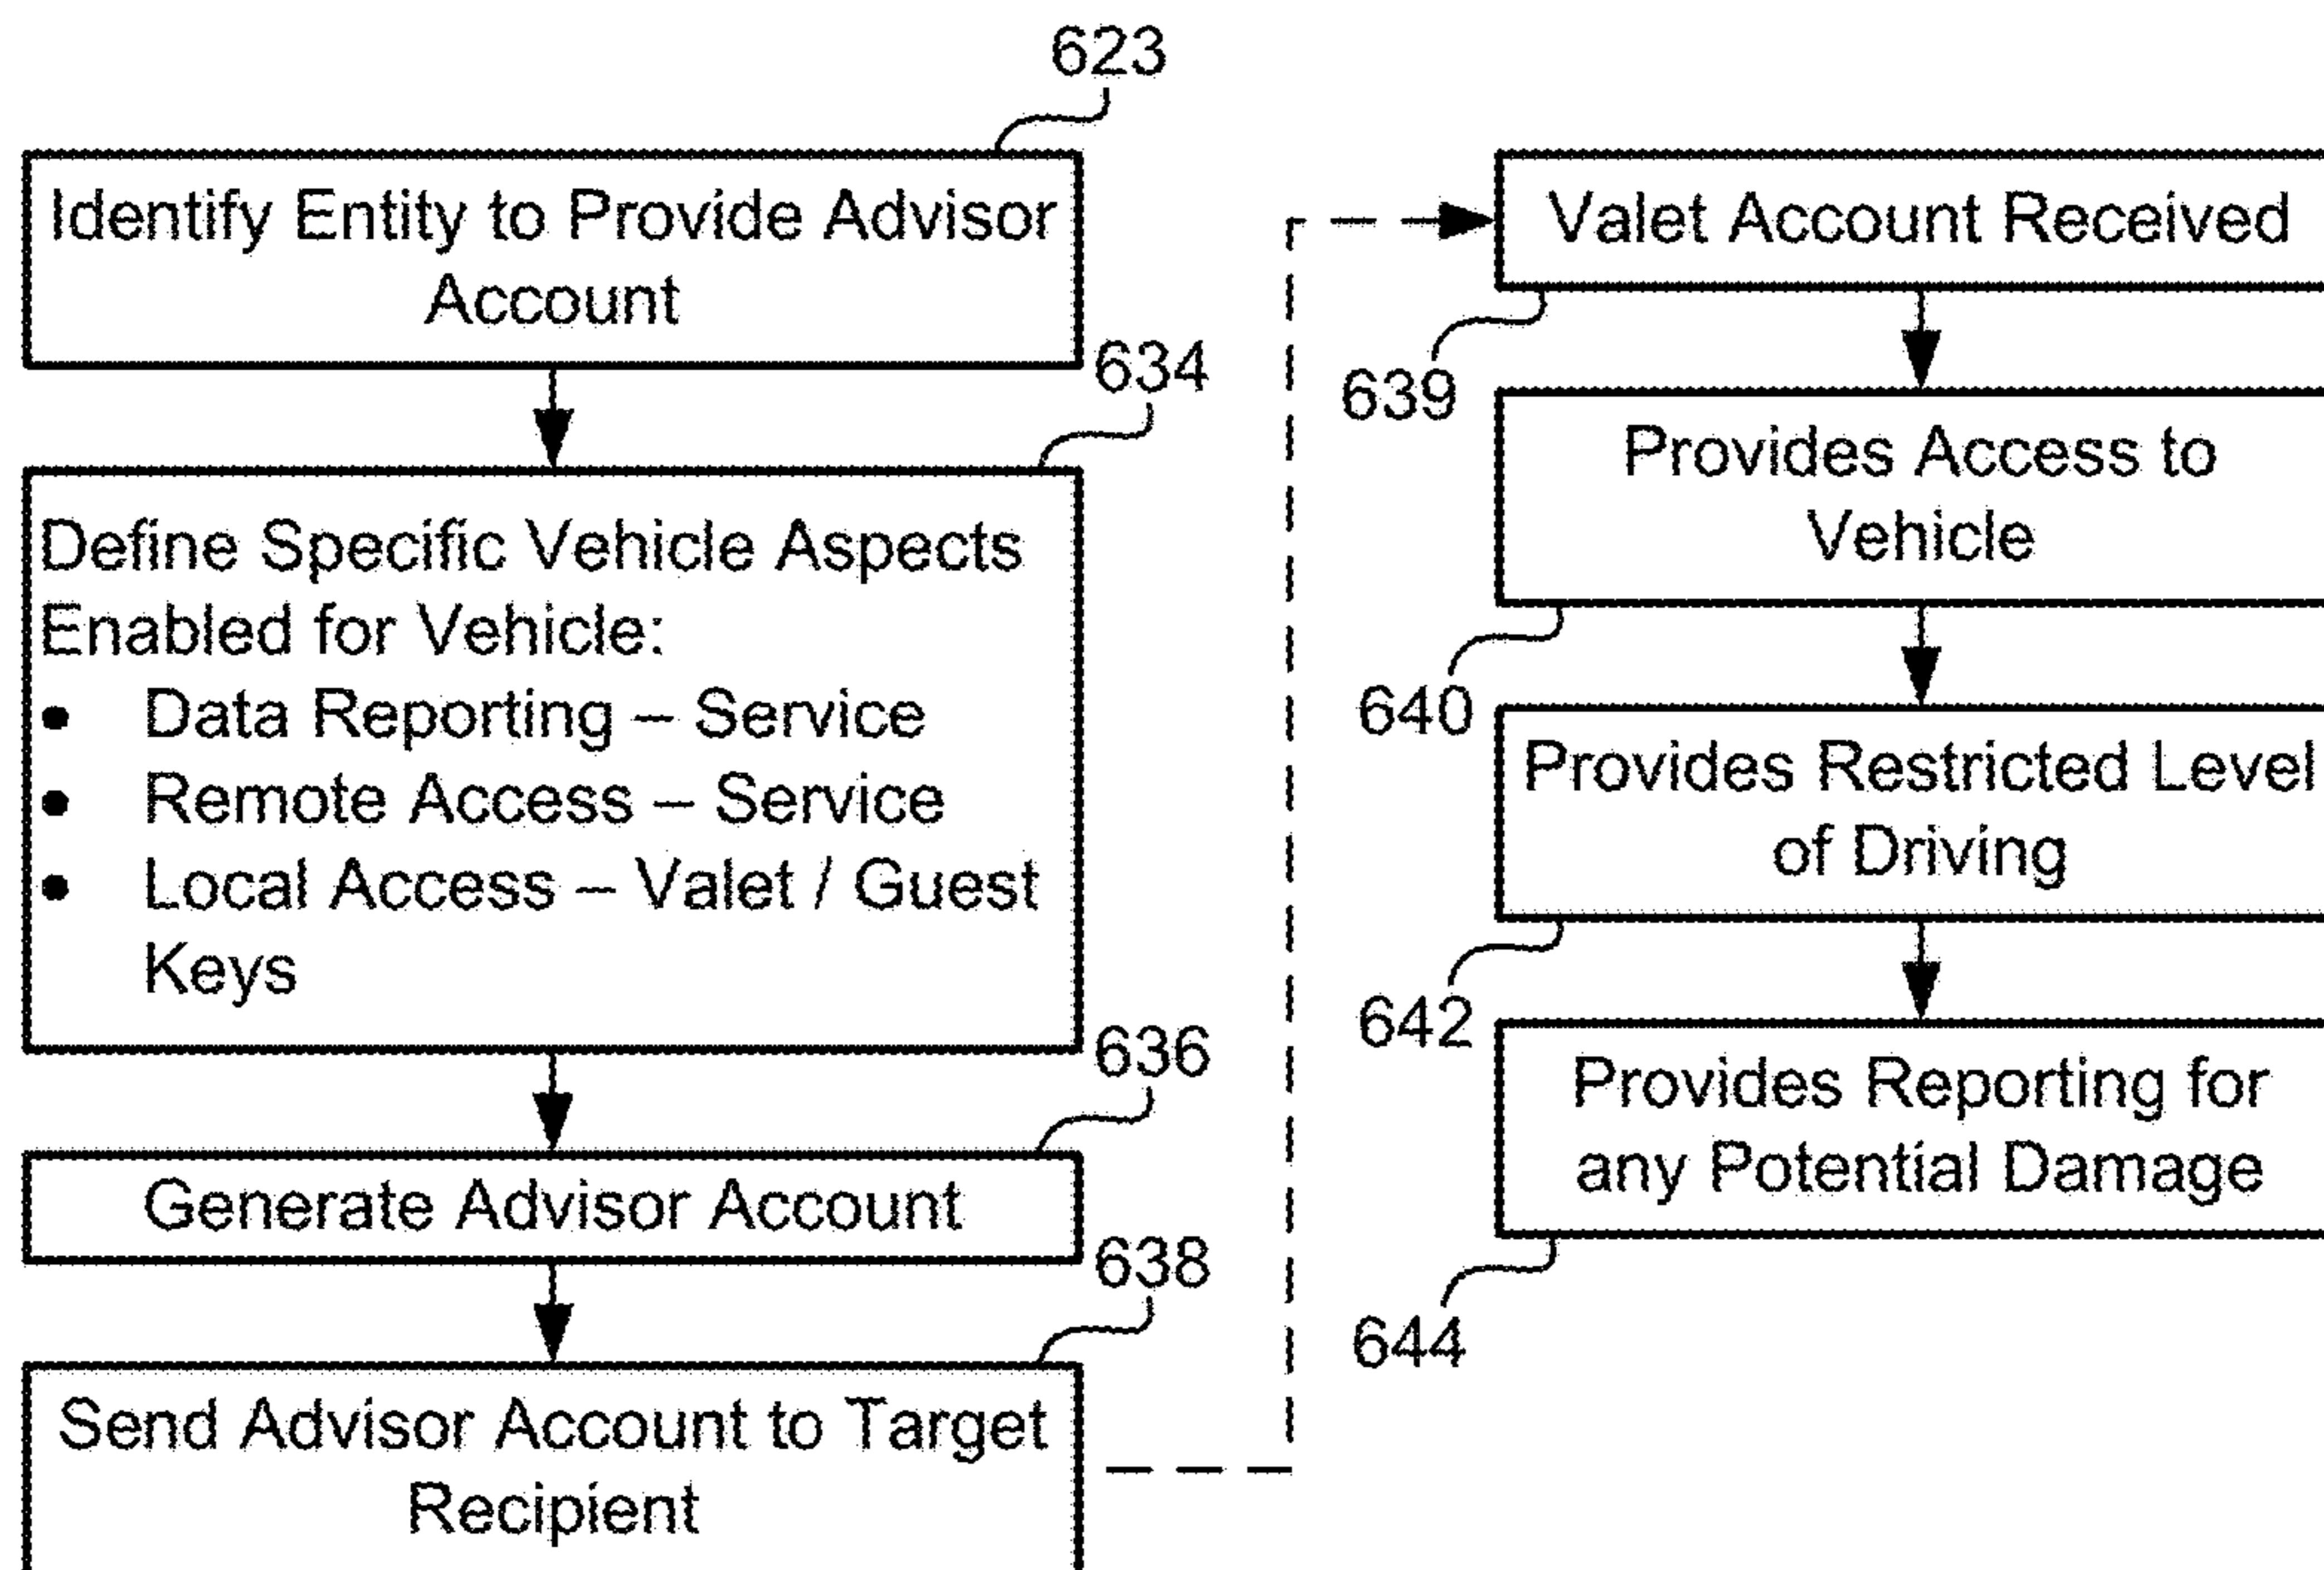 623
Identify Entity to Provide Advisor
Account
634
Define Specific Vehicle Aspects
Enabled for Vehicle:
• Data Reporting – Service
• Remote Access – Service
• Local Access – Valet / Guest
Keys
636
Generate Advisor Account
638
Send Advisor Account to Target
Recipient
Valet Account Received
639
Provides Access to
Vehicle
640
Provides Restricted Level
of Driving
642
Provides Reporting for
any Potential Damage
644